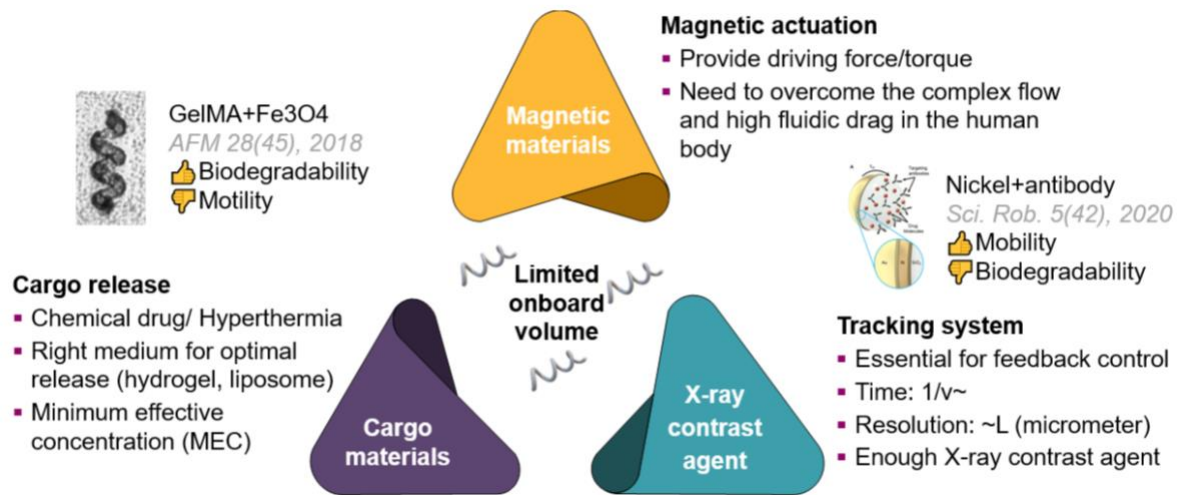 Magnetic actuation
▪ Provide driving force/torque
▪ Need to overcome the complex flow
and high fluidic drag in the human
body
GelMA+Fe3O4
AFM 28(45), 2018
Biodegradability
Motility
Magnetic
materials
Targeting
antibodies
Drug
molecules
Nickel+antibody
Sci. Rob. 5(42), 2020
Mobility
Biodegradability
Limited
onboard
volume
Cargo release
▪ Chemical drug/ Hyperthermia
▪ Right medium for optimal
release (hydrogel, liposome)
▪ Minimum effective
concentration (MEC)
Cargo
materials
X-ray
contrast
agent
Tracking system
▪ Essential for feedback control
▪ Time: 1/v~
▪ Resolution: ~L (micrometer)
▪ Enough X-ray contrast agent